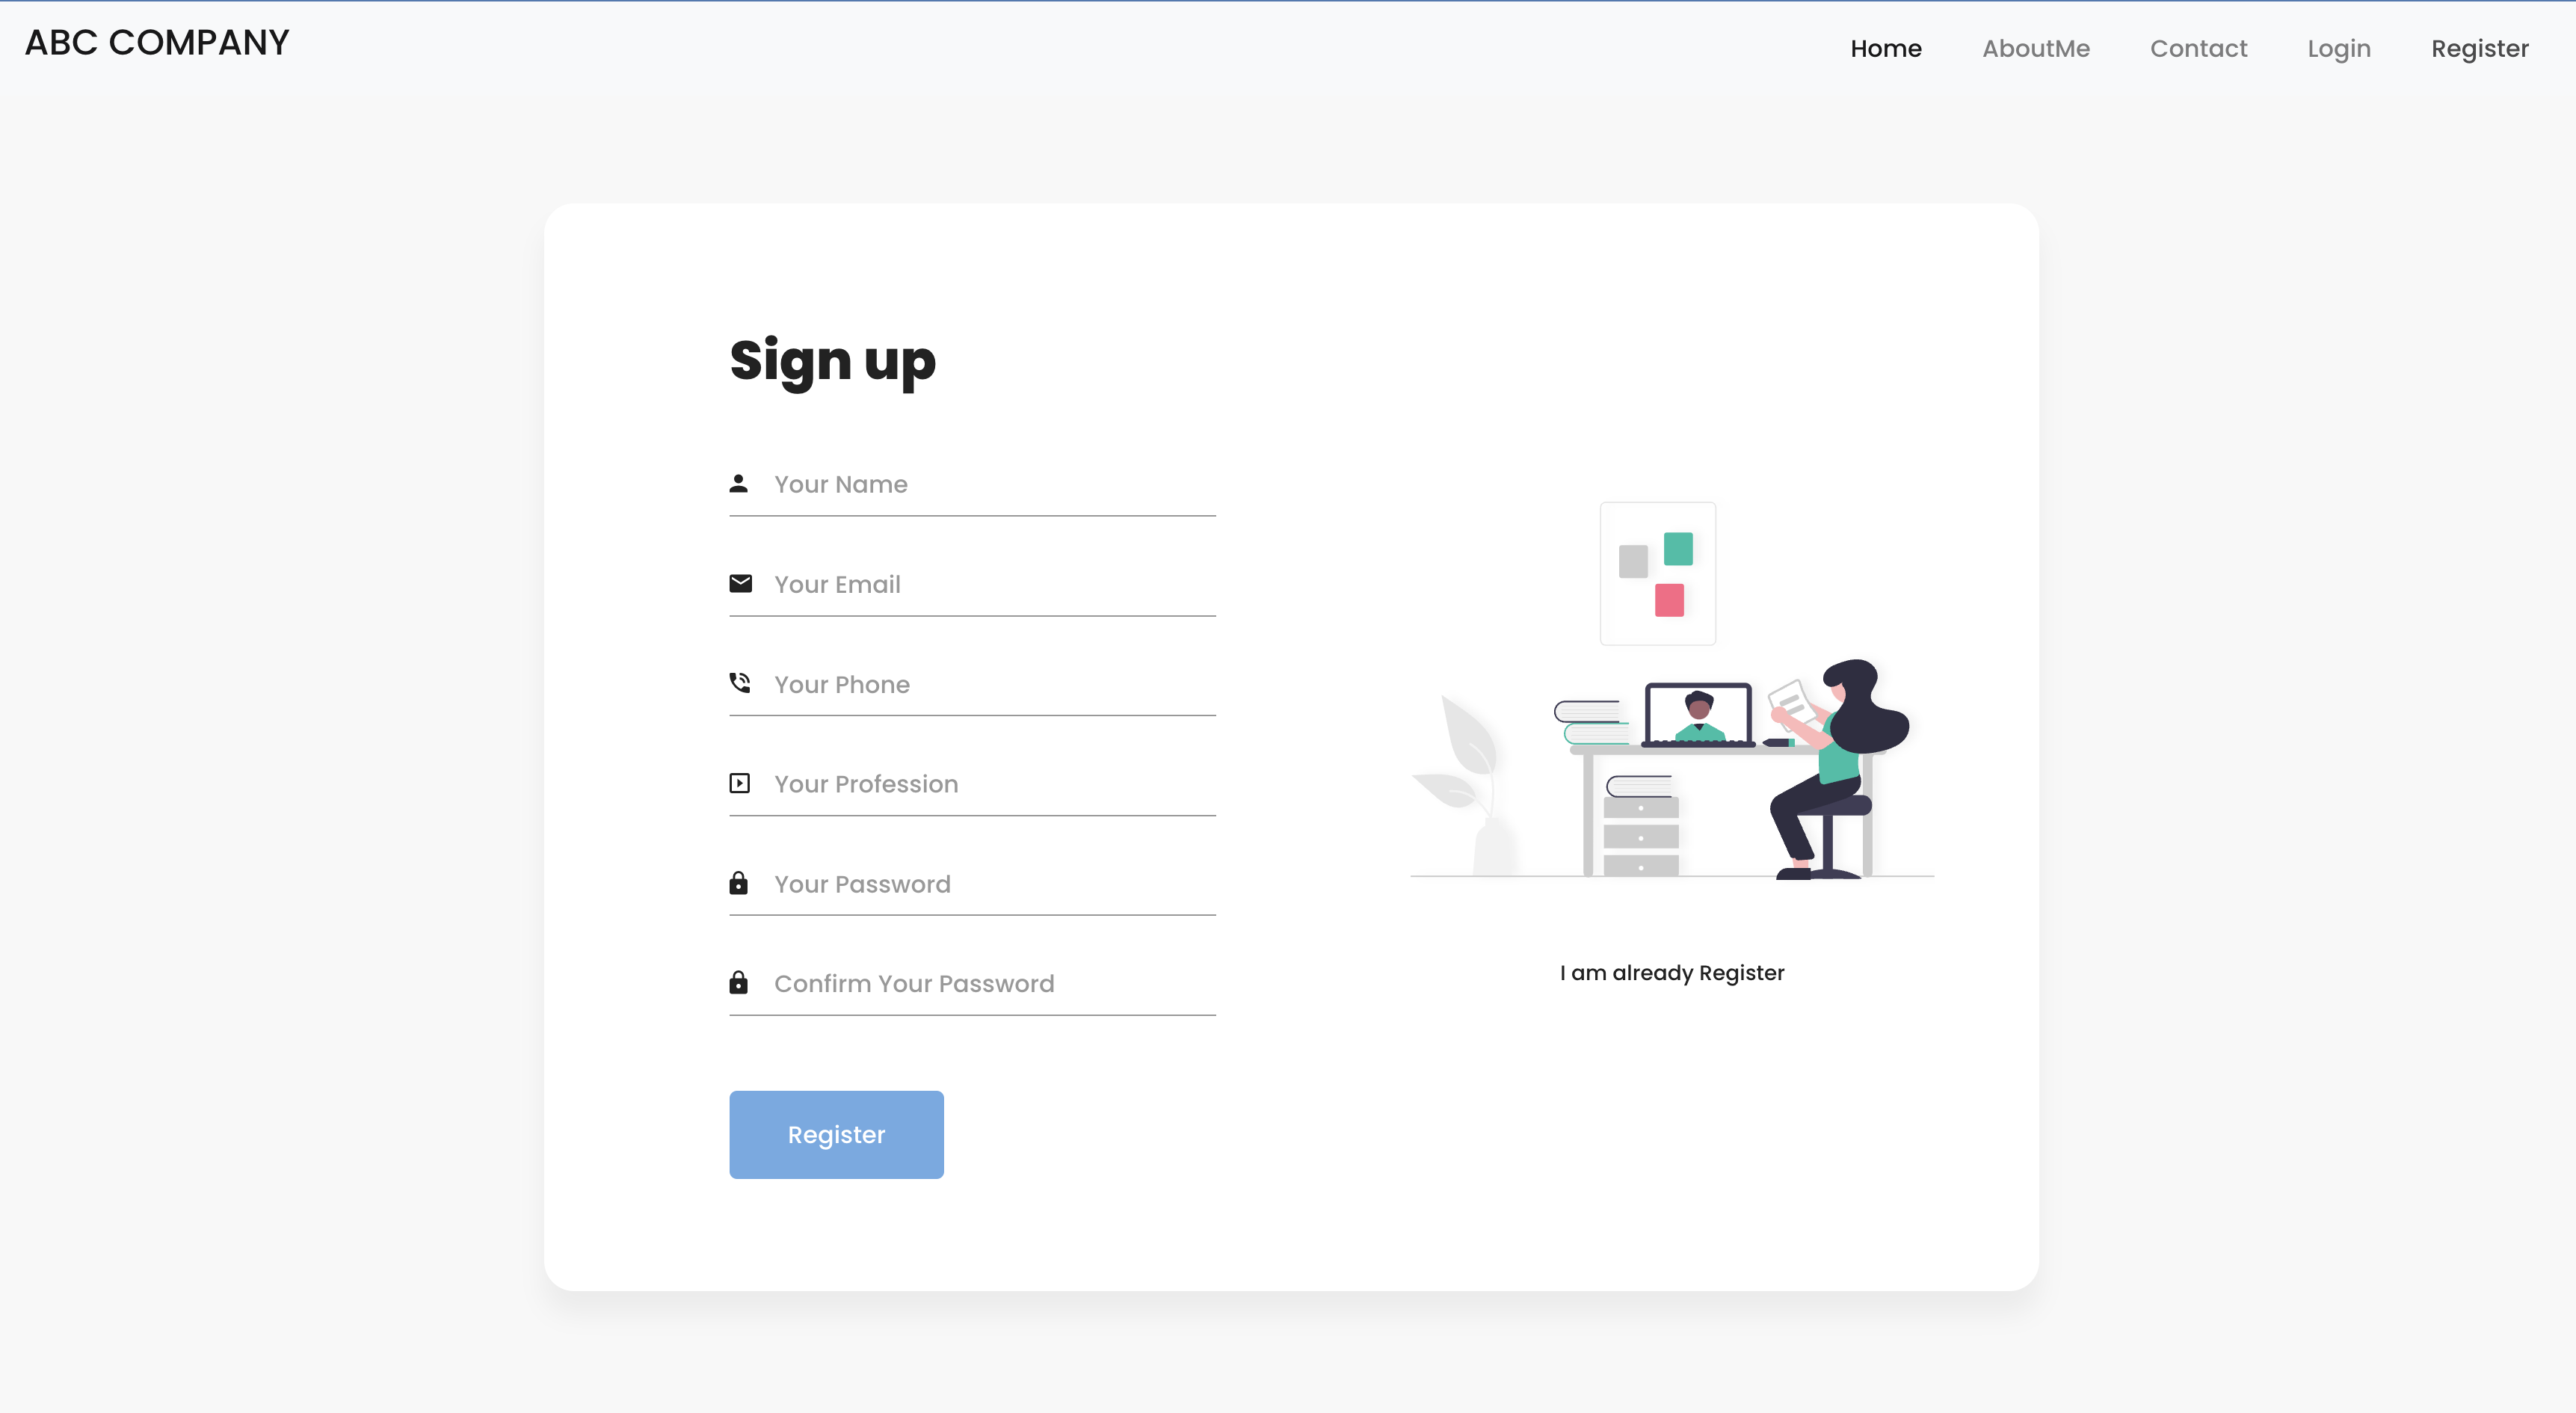 ABC COMPANY
Home AboutMe Contact Login Register
Sign up
Your Name
Your Email
Your Phone
Your Profession
Your Password
Confirm Your Password
Register
I am already Register